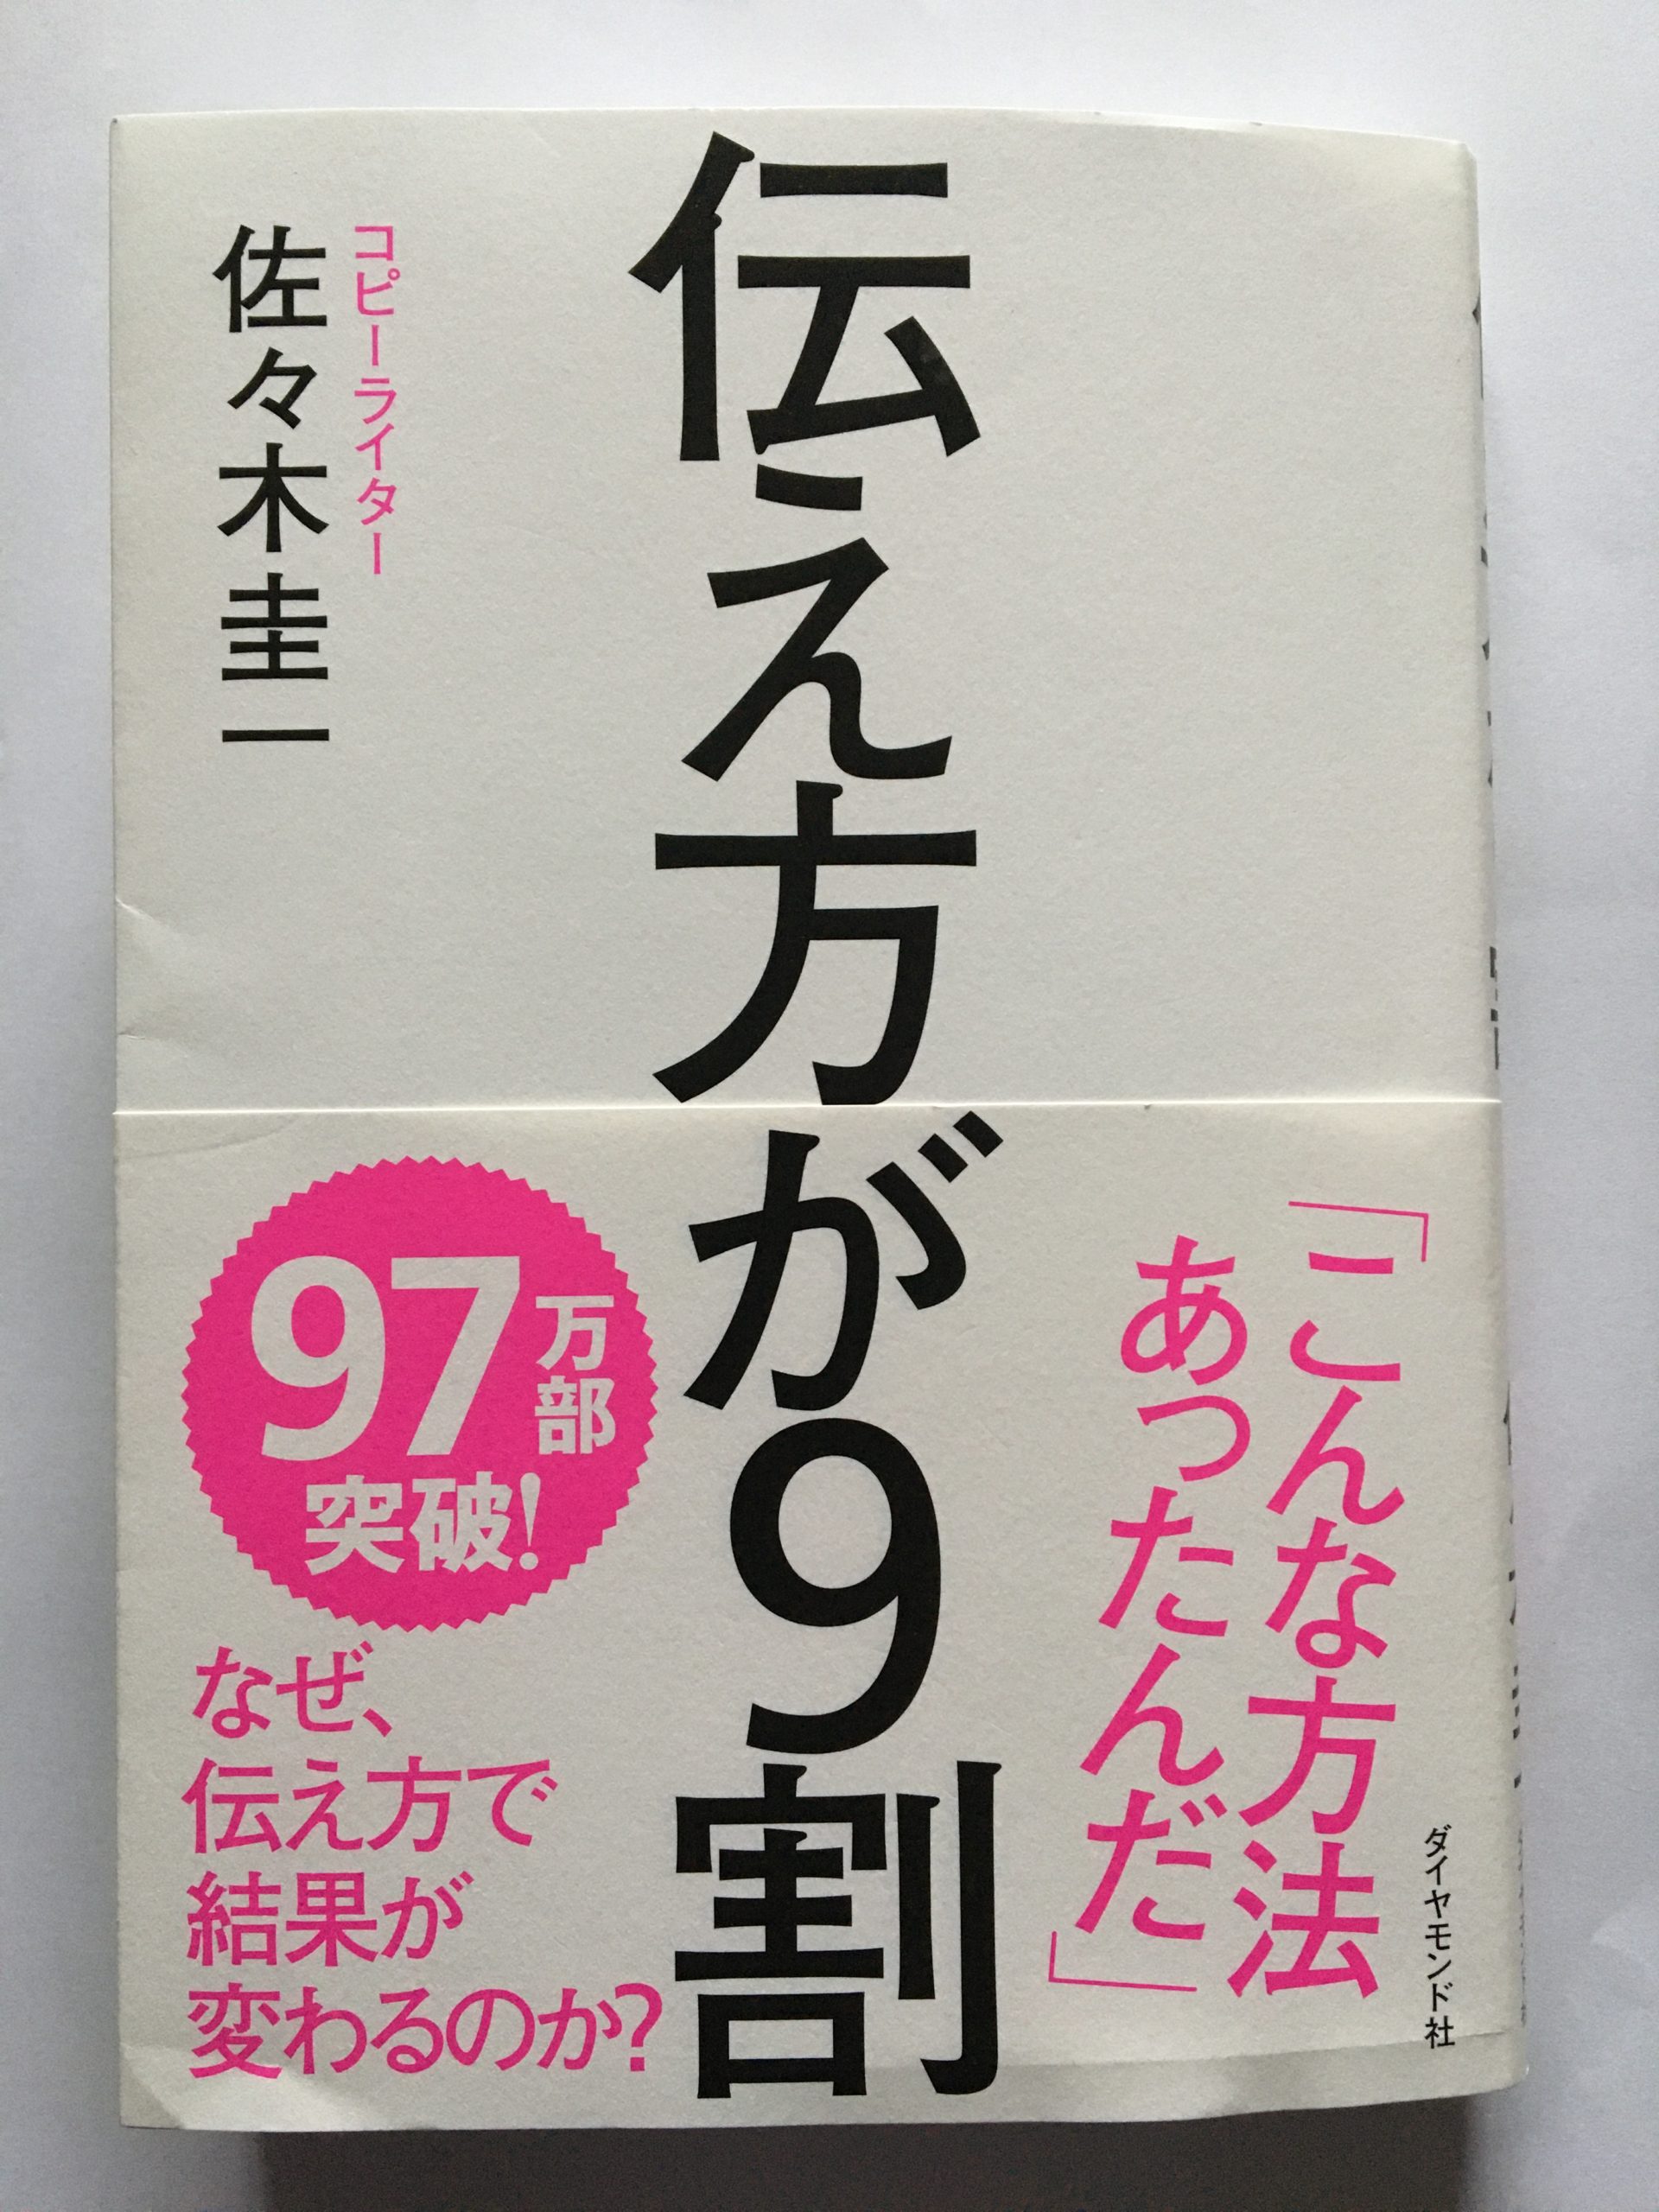 伝え方が9割
コピーライター
佐々木圭一
「こんな方法
あったんだ」
97万部
突破!
なぜ、
伝え方で
結果が
変わるのか?
ダイヤモンド社